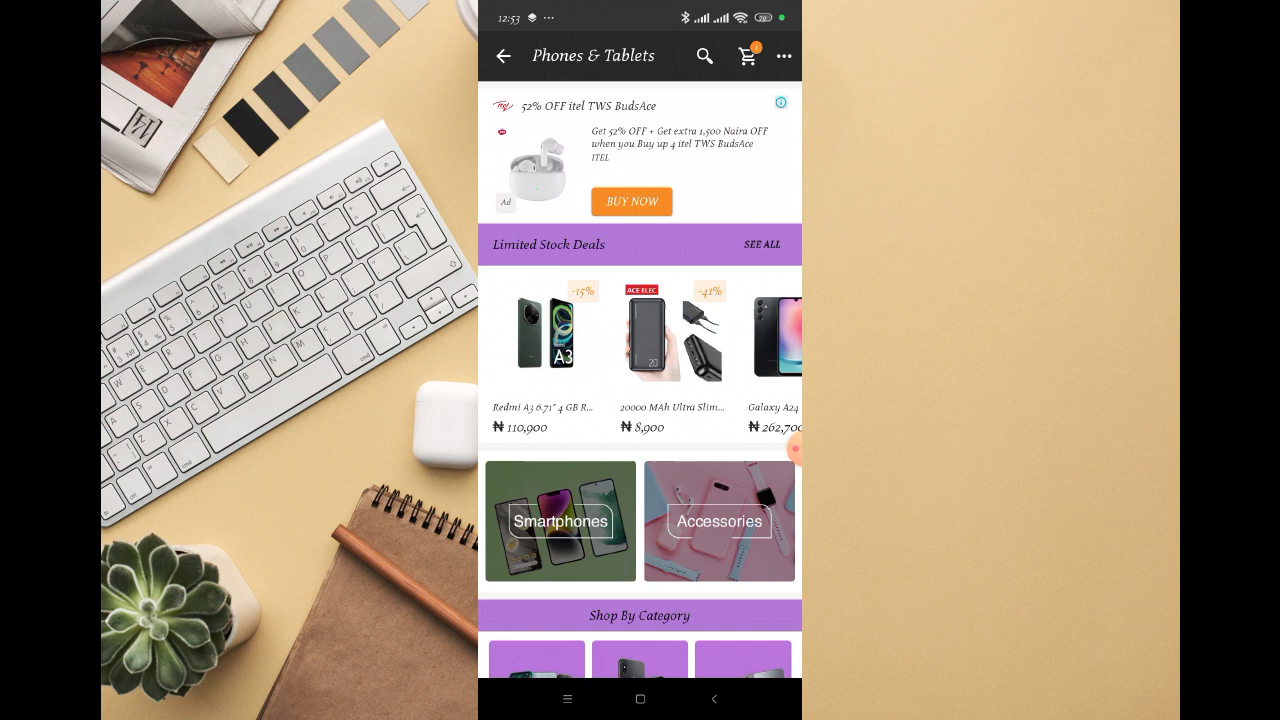 12:53
Phones & Tablets
1
itel
52% OFF itel TWS BudsAce
Get 52% OFF + Get extra 1,500 Naira OFF
when you Buy up 4 itel TWS BudsAce
ITEL
Ad
BUY NOW
Limited Stock Deals
SEE ALL
-15%
A3
Redmi A3 6.71" 4 GB R...
₦ 110,900
ACE ELEC
-41%
20
20000 MAh Ultra Slim...
₦ 8,900
Galaxy A24
₦ 262,700
Smartphones
Accessories
Shop By Category